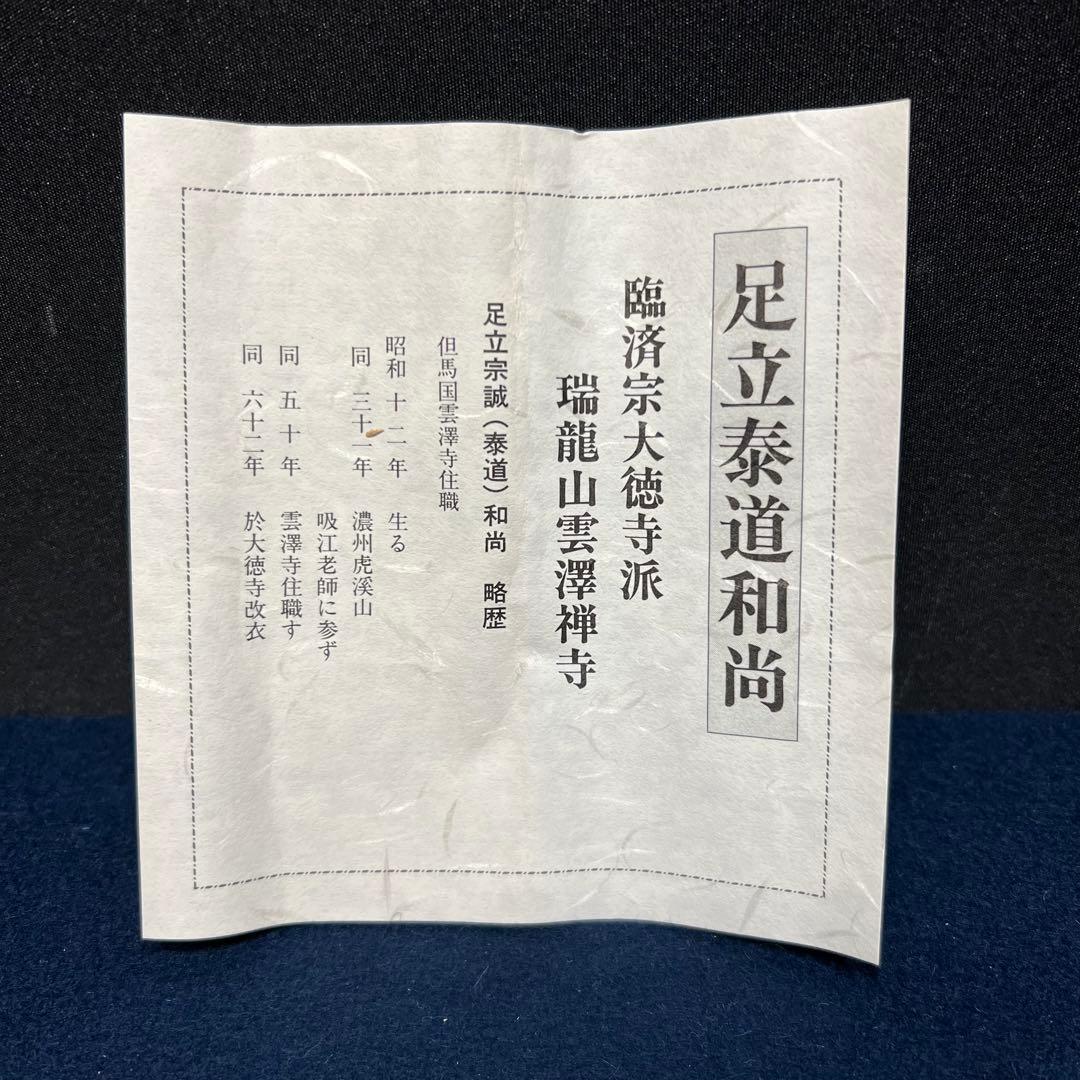 足立泰道和尚
臨済宗大徳寺派
瑞龍山雲澤禅寺
足立宗誠（泰道）和尚　略歴
但馬国雲澤寺住職
昭和 十二年　生る
同 三十一年　濃州虎溪山
吸江老師に参ず
同 五十年　雲澤寺住職す
同 六十二年　於大徳寺改衣